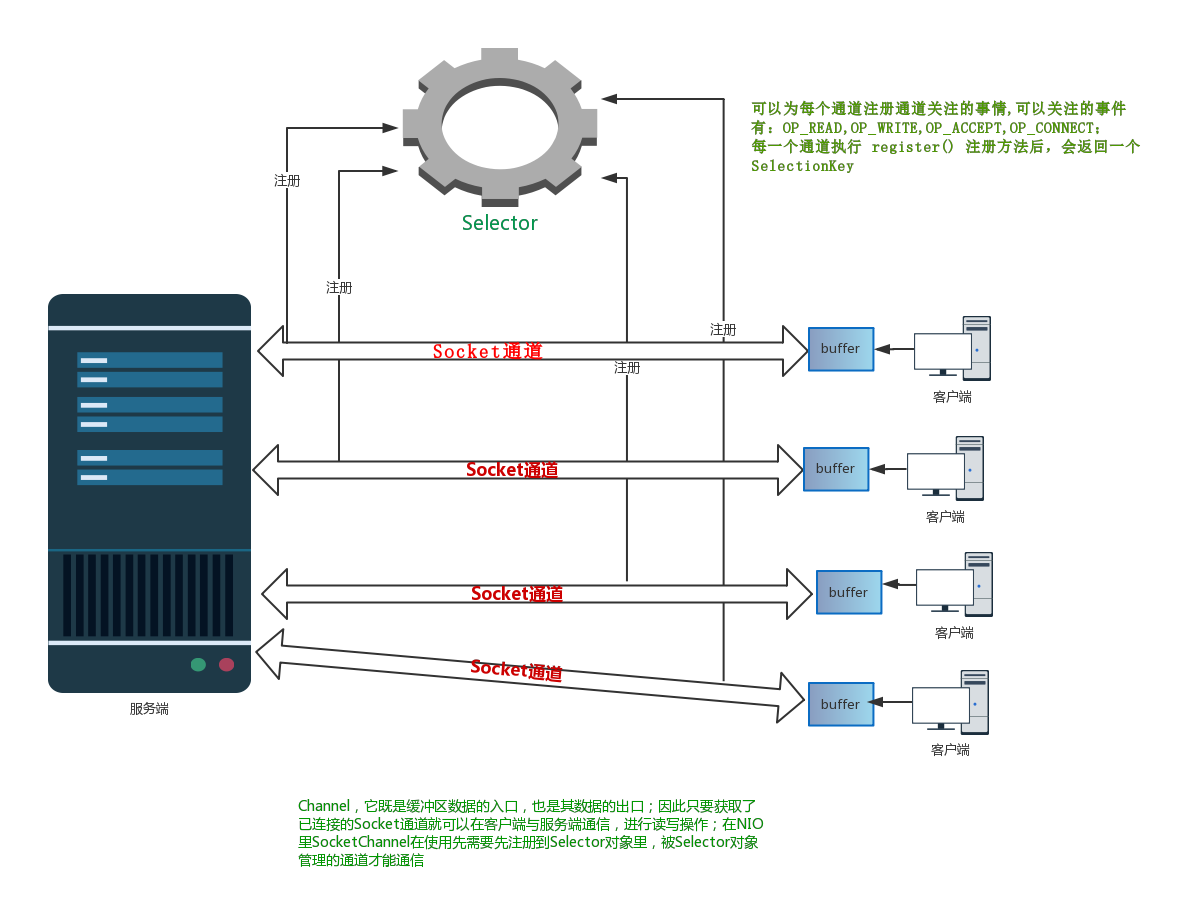 可以为每个通道注册通道关注的事情,可以关注的事件
有: OP_READ,OP_WRITE,OP_ACCEPT,OP_CONNECT;
每一个通道执行 register() 注册方法后, 会返回一个
SelectionKey
注册
Selector
注册
注册
Socket通道
buffer
注册
客户端
Socket通道
buffer
客户端
Socket通道
buffer
客户端
Socket通道
buffer
服务端
客户端
Channel，它既是缓冲区数据的入口，也是其数据的出口；因此只要获取了
已连接的Socket通道就可以在客户端与服务端通信，进行读写操作；在NIO
里SocketChannel在使用先需要先注册到Selector对象里，被Selector对象
管理的通道才能通信